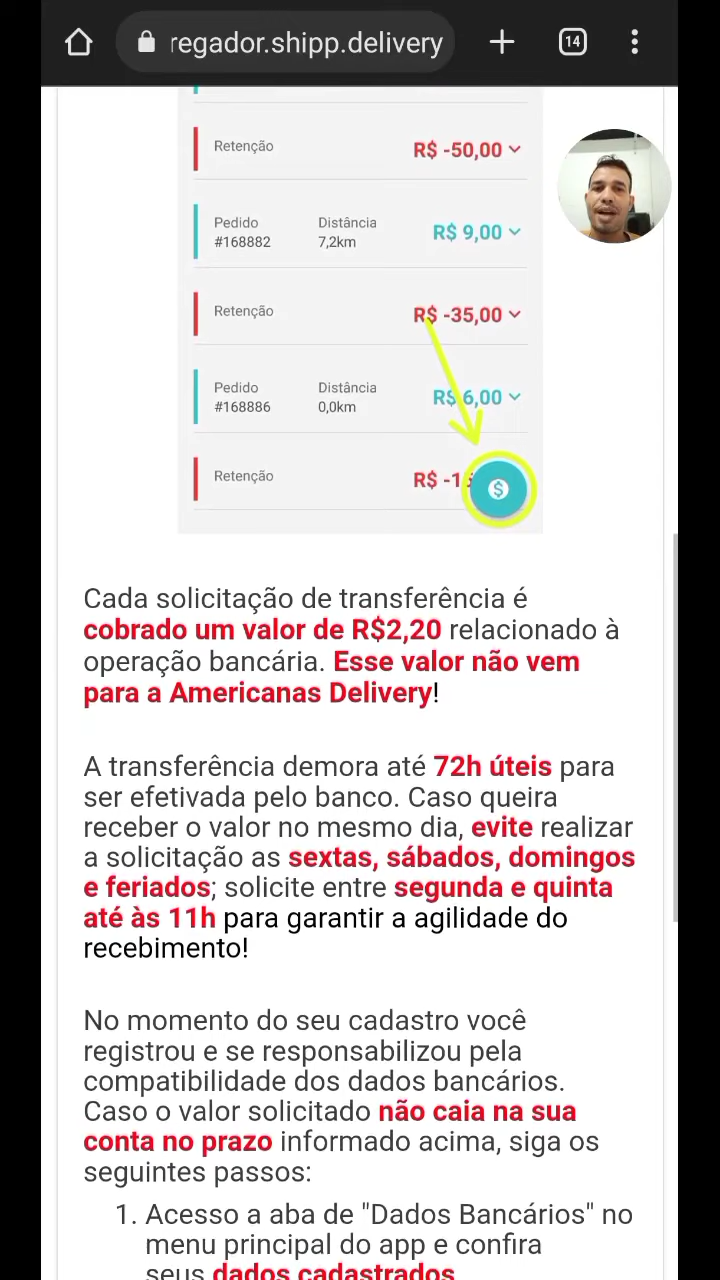 regador.shipp.delivery
14
Retenção R$ -50,00
Pedido Distância R$ 9,00
#168882 7,2km
Retenção R$ -35,00
Pedido Distância R$ 6,00
#168886 0,0km
Retenção R$
Cada solicitação de transferência é
cobrado um valor de R$2,20 relacionado à
operação bancária. Esse valor não vem
para a Americanas Delivery!
A transferência demora até 72h úteis para
ser efetivada pelo banco. Caso queira
receber o valor no mesmo dia, evite realizar
a solicitação as sextas, sábados, domingos
e feriados; solicite entre segunda e quinta
até às 11h para garantir a agilidade do
recebimento!
No momento do seu cadastro você
registrou e se responsabilizou pela
compatibilidade dos dados bancários.
Caso o valor solicitado não caia na sua
conta no prazo informado acima, siga os
seguintes passos:
1. Acesso a aba de "Dados Bancários" no
menu principal do app e confira
seus dados cadastrados